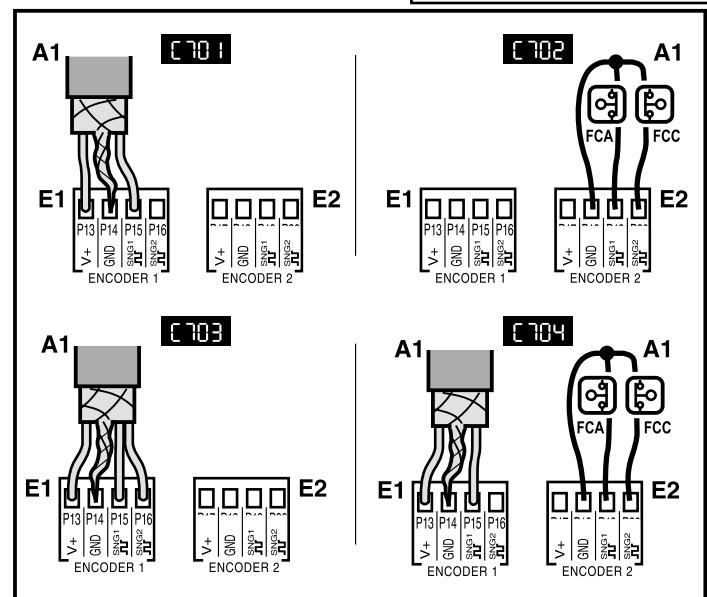 A1 C701
E1 E2
P13 P14 P15 P16
V+ GND SNG1 SNG2
ENCODER 1 ENCODER 2
C702 A1
FCA FCC
E1 E2
P13 P14 P15 P16
V+ GND SNG1 SNG2 V+ GND SNG1 SNG2
ENCODER 1 ENCODER 2
A1 C703
E1 E2
P13 P14 P15 P16
V+ GND SNG1 SNG2 V+ GND SNG1 SNG2
ENCODER 1 ENCODER 2
A1 C704 A1
FCA FCC
E1 E2
P13 P14 P15 P16
V+ GND SNG1 SNG2 V+ GND SNG1 SNG2
ENCODER 1 ENCODER 2